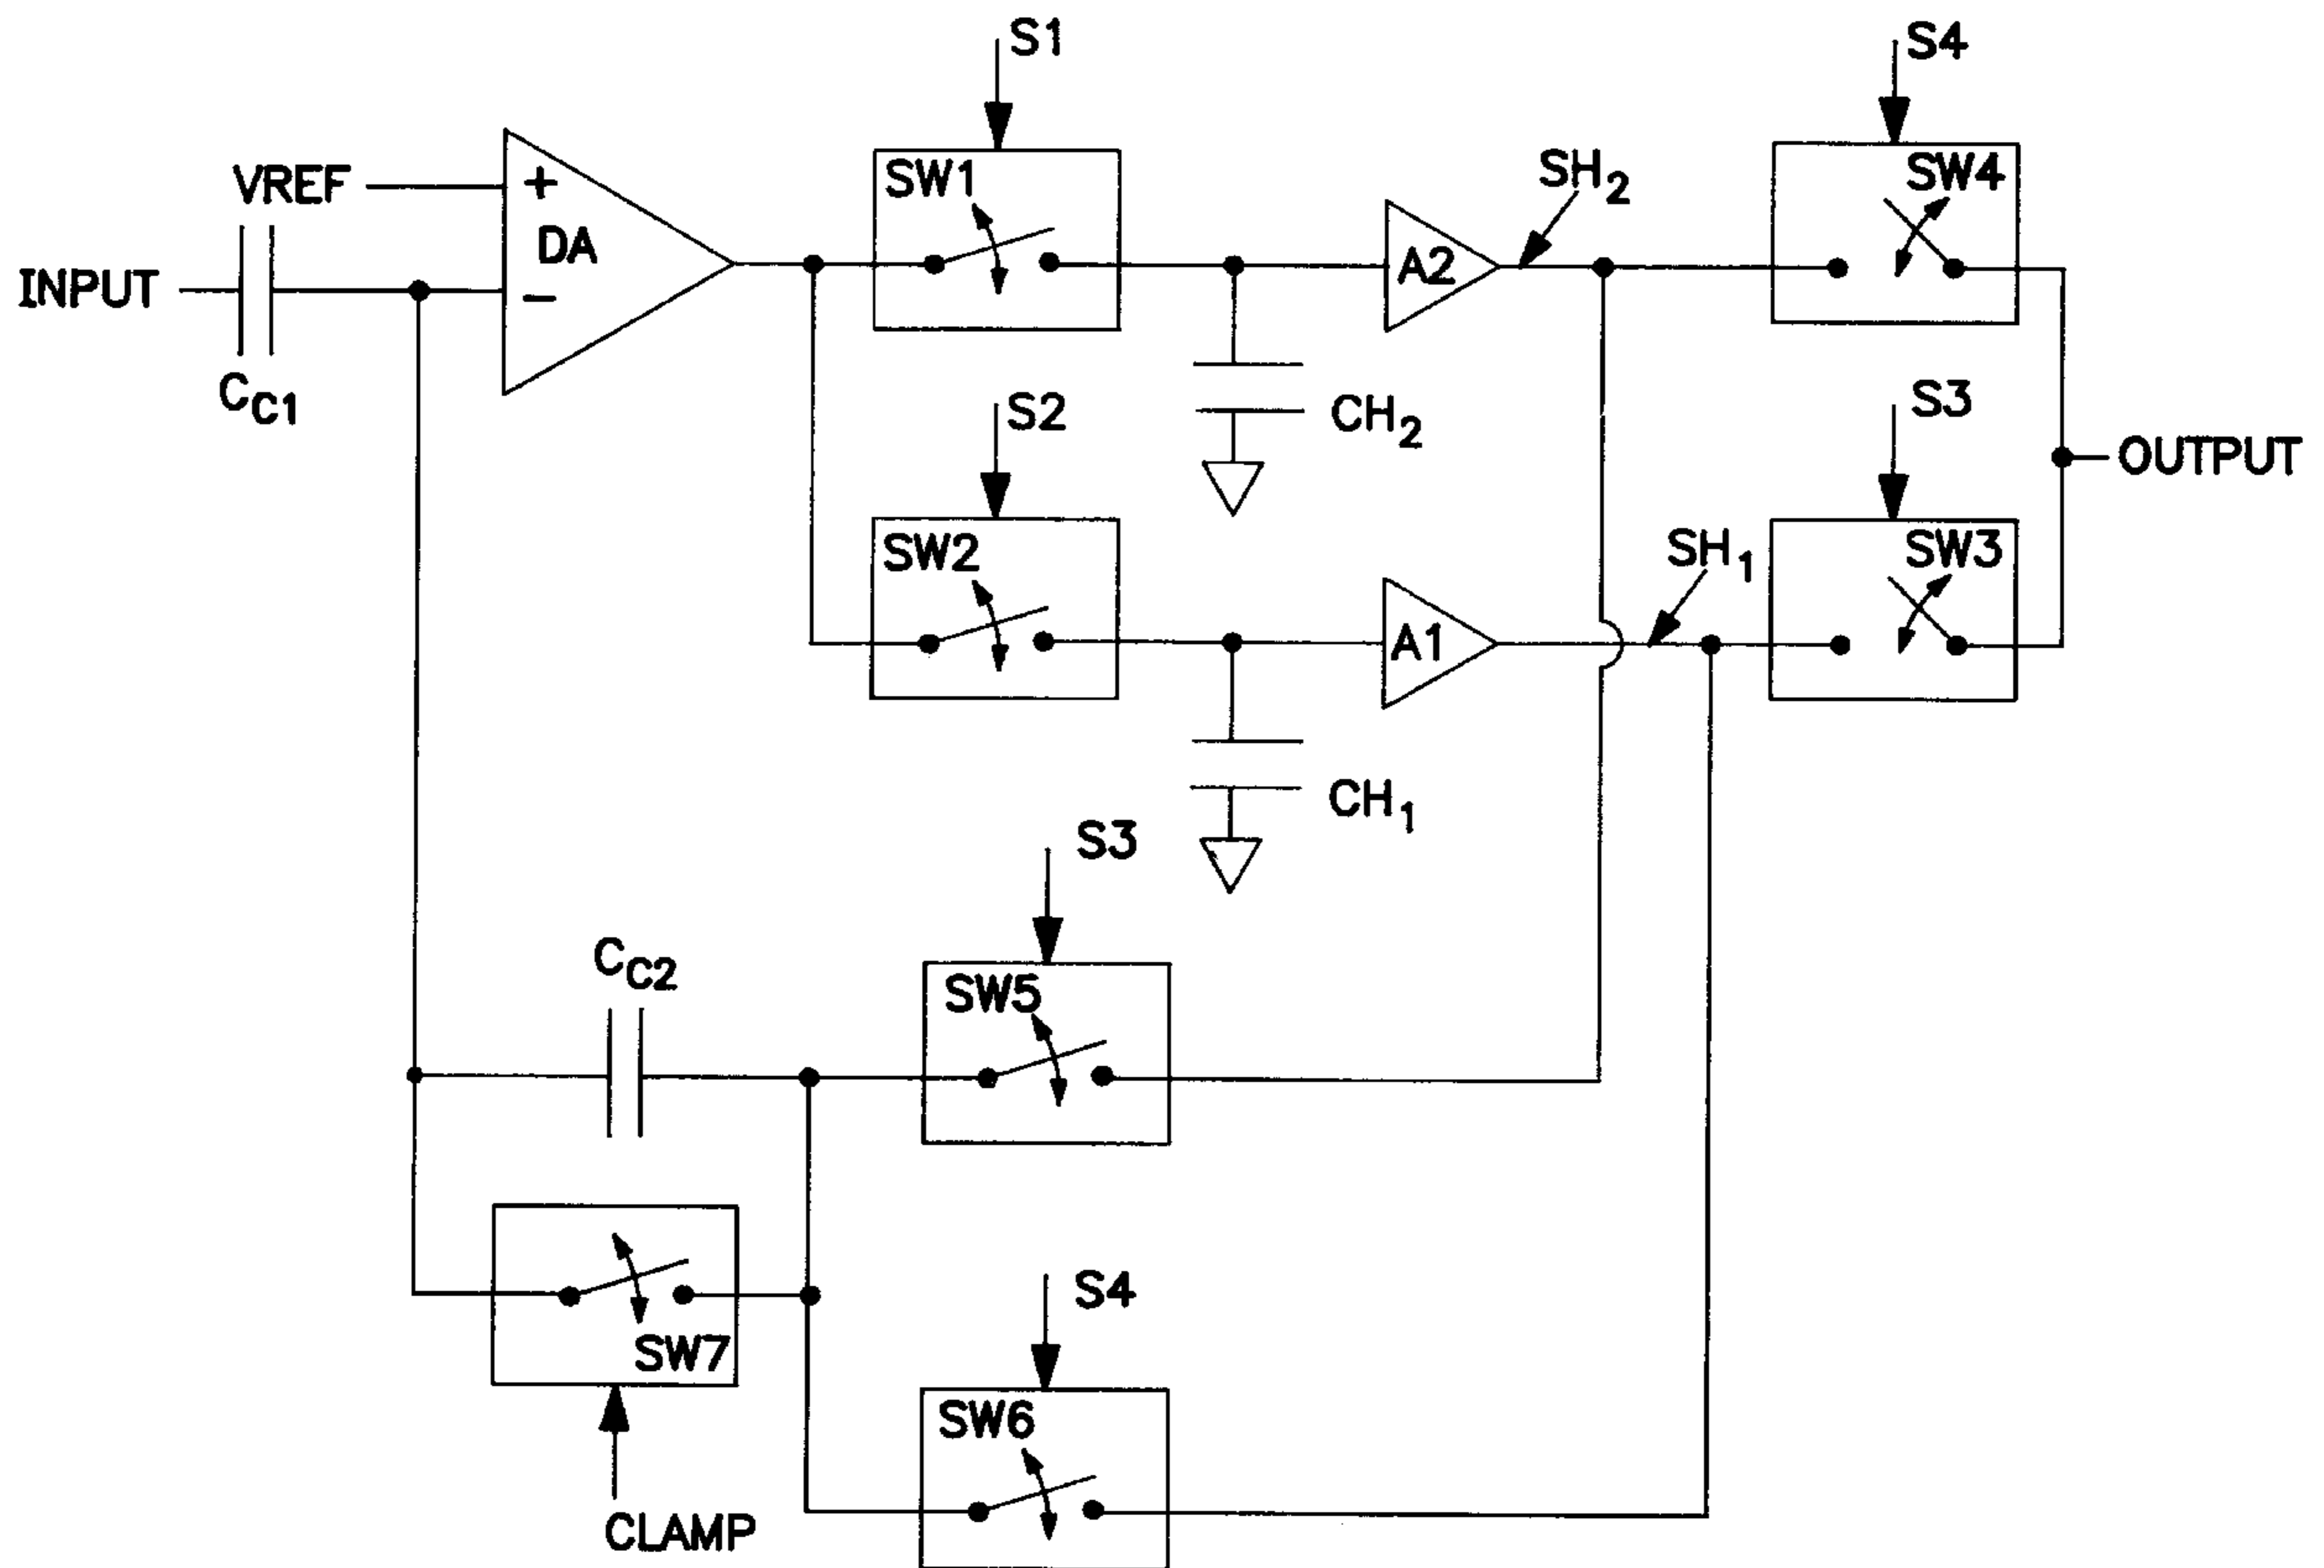 S1
S4
VREF
+
DA
−
SW1
SH2
SW4
A2
INPUT
CC1
S2
CH2
S3
OUTPUT
SW2
SH1
SW3
A1
CH1
S3
CC2
SW5
S4
SW7
SW6
CLAMP